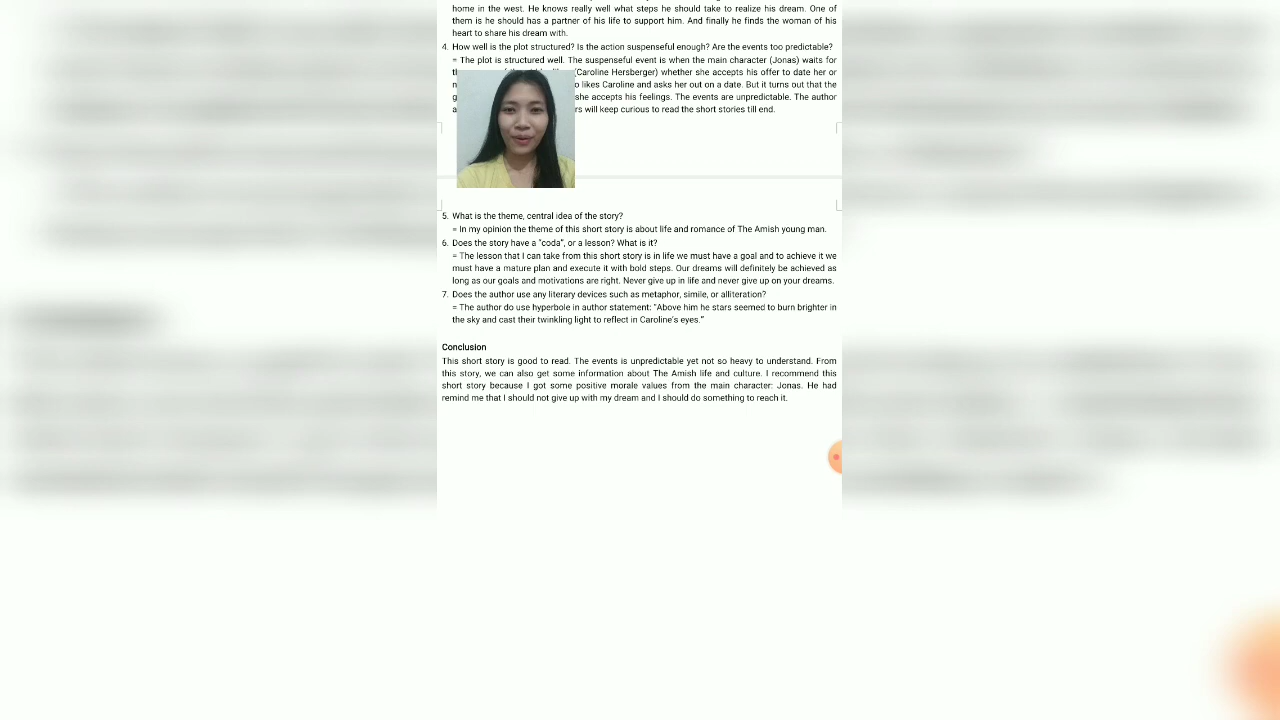 home in the west. He knows really well what steps he should take to realize his dream. One of
them is he should has a partner of his life to support him. And finally he finds the woman of his
heart to share his dream with.
4. How well is the plot structured? Is the action suspenseful enough? Are the events too predictable?
= The plot is structured well. The suspenseful event is when the main character (Jonas) waits for
(Caroline Hersberger) whether she accepts his offer to date her or
likes Caroline and asks her out on a date. But it turns out that the
she accepts his feelings. The events are unpredictable. The author
will keep curious to read the short stories till end.
5. What is the theme, central idea of the story?
= In my opinion the theme of this short story is about life and romance of The Amish young man.
6. Does the story have a "coda", or a lesson? What is it?
= The lesson that I can take from this short story is in life we must have a goal and to achieve it we
must have a mature plan and execute it with bold steps. Our dreams will definitely be achieved as
long as our goals and motivations are right. Never give up in life and never give up on your dreams.
7. Does the author use any literary devices such as metaphor, simile, or alliteration?
= The author do use hyperbole in author statement: "Above him he stars seemed to burn brighter in
the sky and cast their twinkling light to reflect in Caroline's eyes."
Conclusion
This short story is good to read. The events is unpredictable yet not so heavy to understand. From
this story, we can also get some information about The Amish life and culture. I recommend this
short story because I got some positive morale values from the main character: Jonas. He had
remind me that I should not give up with my dream and I should do something to reach it.